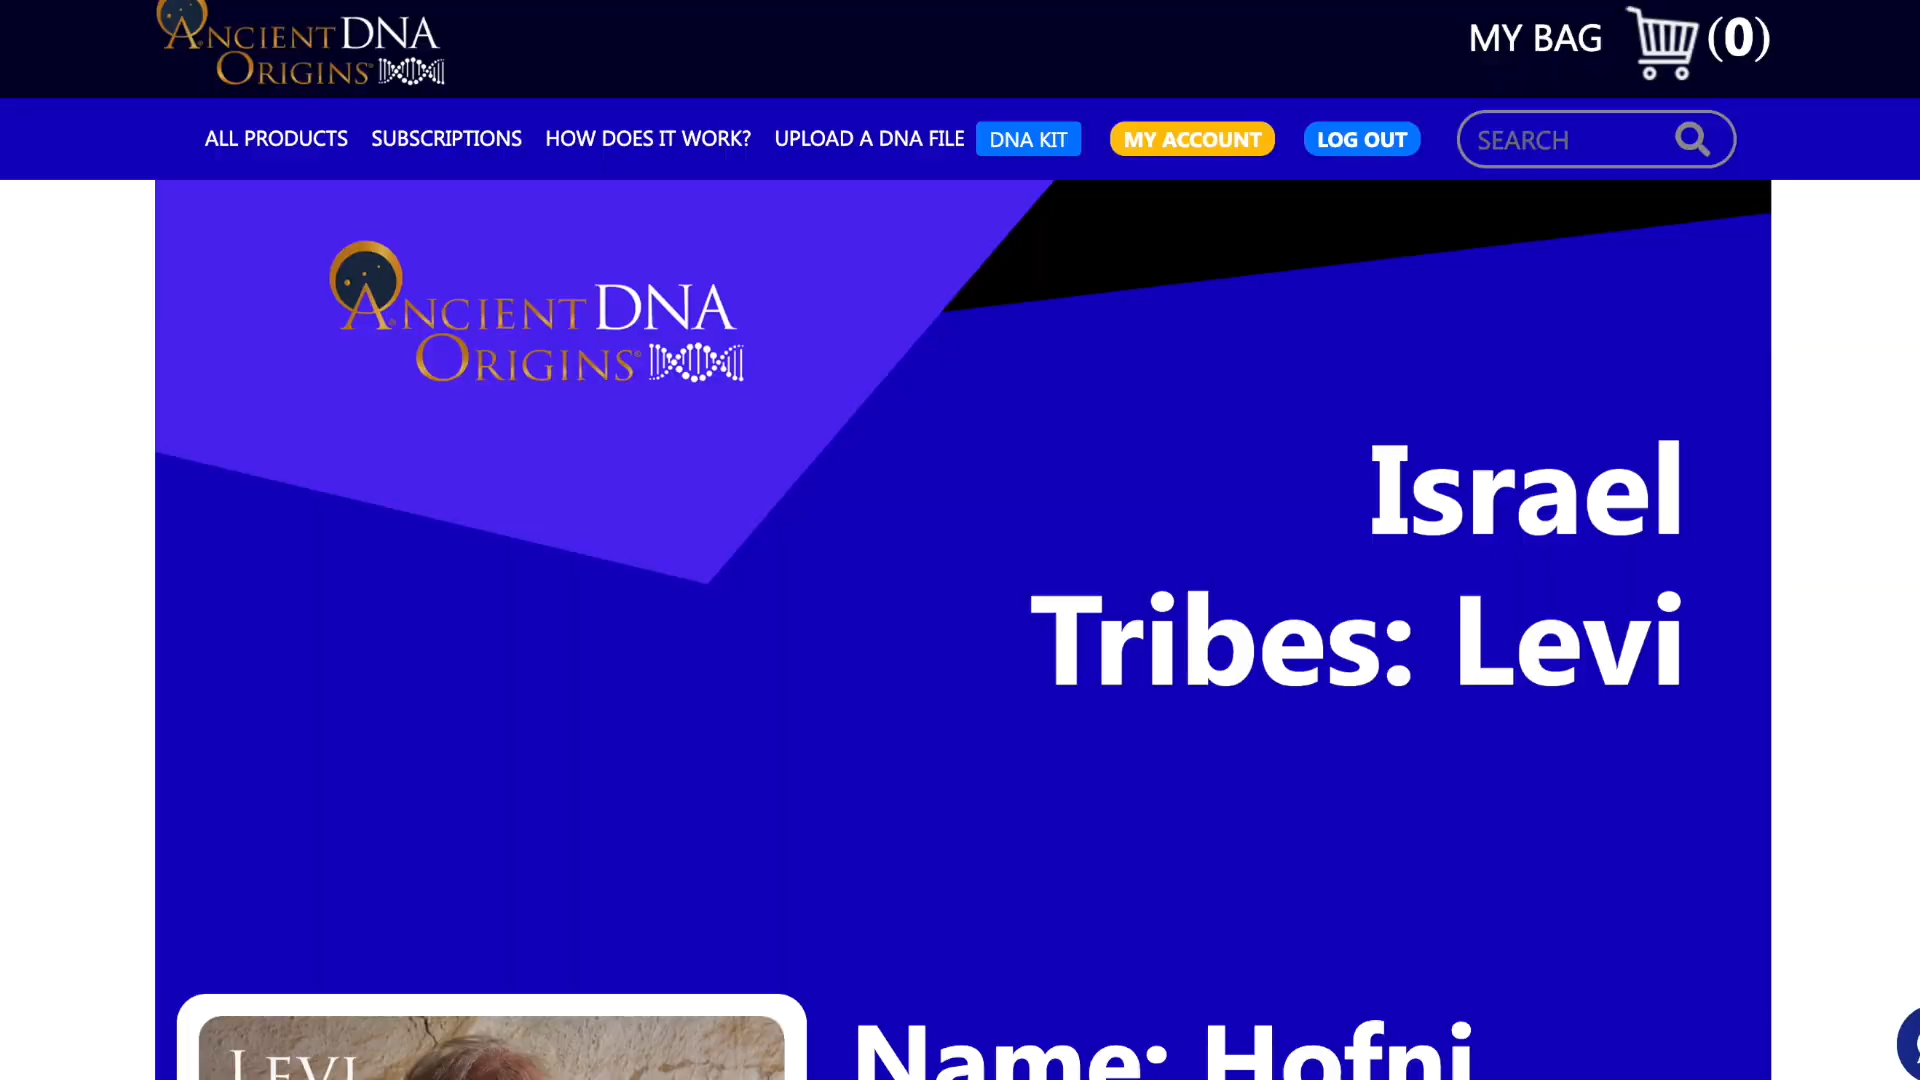 ANCIENT DNA
ORIGINS
MY BAG (0)
ALL PRODUCTS SUBSCRIPTIONS HOW DOES IT WORK? UPLOAD A DNA FILE DNA KIT MY ACCOUNT LOG OUT SEARCH
ANCIENT DNA
ORIGINS
Israel
Tribes: Levi
LEVI
Name: Hofni